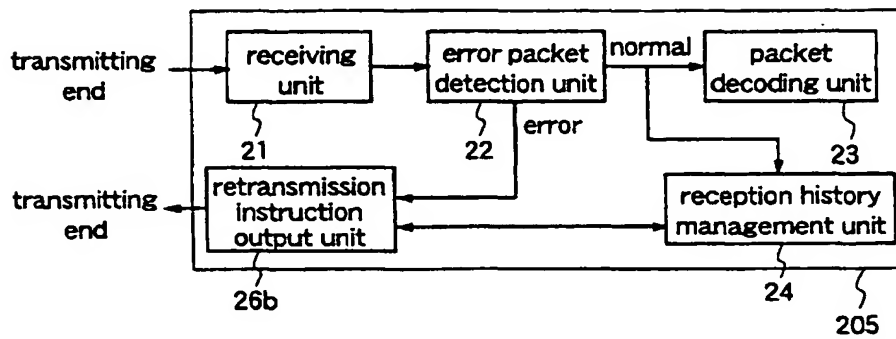 transmitting
end
receiving
unit
21
error packet
detection unit
22
normal
packet
decoding unit
23
error
transmitting
end
retransmission
instruction
output unit
26b
reception history
management unit
24
205